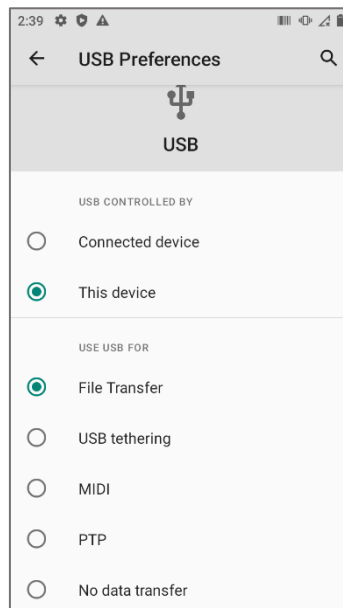 2:39
USB Preferences
USB
USB CONTROLLED BY
Connected device
This device
USE USB FOR
File Transfer
USB tethering
MIDI
PTP
No data transfer